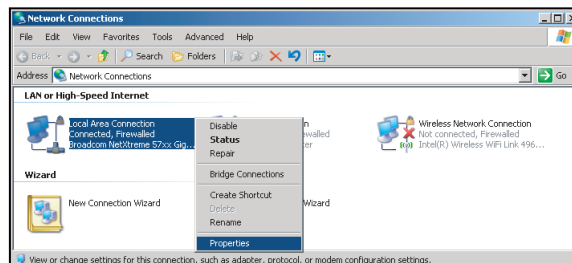 Network Connections
File Edit View Favorites Tools Advanced Help
Back Search Folders
Address Network Connections Go
LAN or High-Speed Internet
Local Area Connection
Connected, Firewalled
Broadcom NetXtreme 57xx Gig...
Disable
Status
Repair
Bridge Connections
Create Shortcut
Delete
Rename
Properties
Wireless Network Connection
Not connected, Firewalled
Intel(R) Wireless WiFi Link 496...
Wizard
New Connection Wizard
Wizard
View or change settings for this connection, such as adapter, protocol, or modem configuration settings.